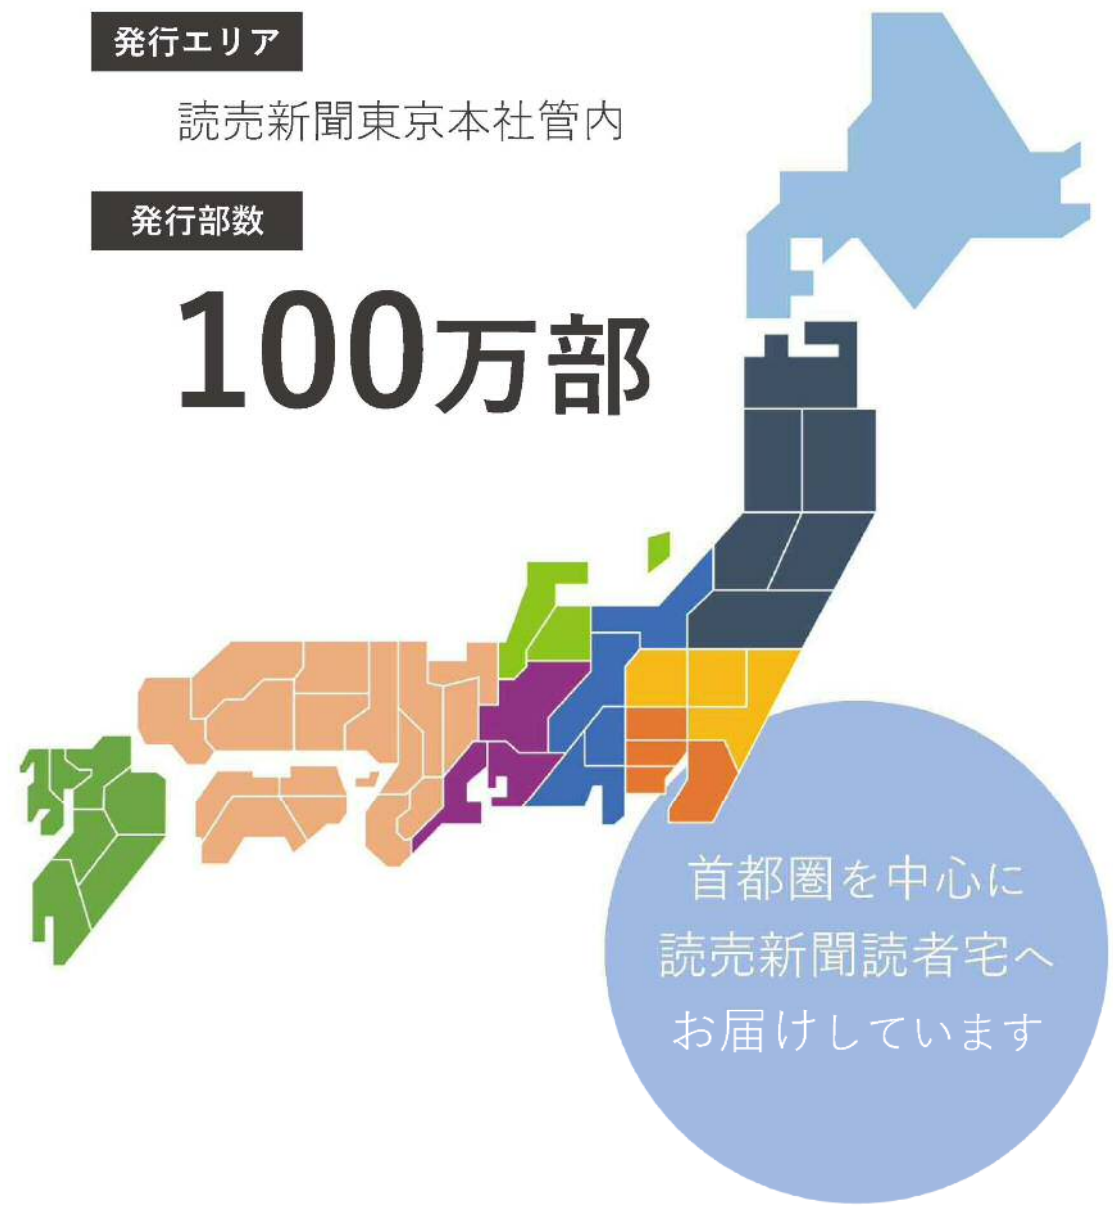 発行エリア
読売新聞東京本社管内
発行部数
100万部
首都圏を中心に
読売新聞読者宅へ
お届けしています